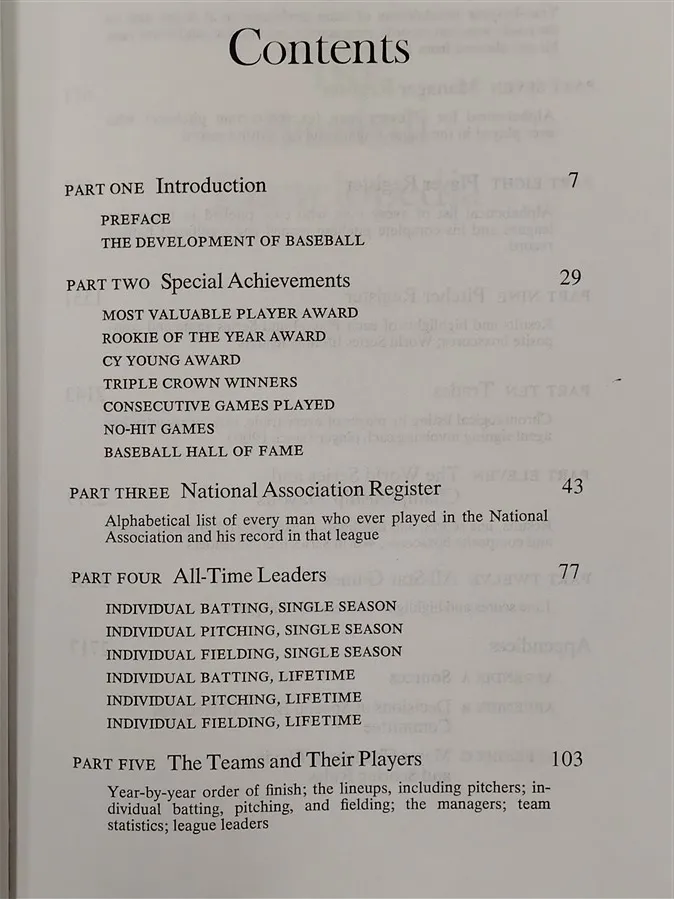 Contents
PART ONE Introduction 7
PREFACE
THE DEVELOPMENT OF BASEBALL
PART TWO Special Achievements 29
MOST VALUABLE PLAYER AWARD
ROOKIE OF THE YEAR AWARD
CY YOUNG AWARD
TRIPLE CROWN WINNERS
CONSECUTIVE GAMES PLAYED
NO-HIT GAMES
BASEBALL HALL OF FAME
PART THREE National Association Register 43
Alphabetical list of every man who ever played in the National
Association and his record in that league
PART FOUR All-Time Leaders 77
INDIVIDUAL BATTING, SINGLE SEASON
INDIVIDUAL PITCHING, SINGLE SEASON
INDIVIDUAL FIELDING, SINGLE SEASON
INDIVIDUAL BATTING, LIFETIME
INDIVIDUAL PITCHING, LIFETIME
INDIVIDUAL FIELDING, LIFETIME
PART FIVE The Teams and Their Players 103
Year-by-year order of finish; the lineups, including pitchers; in-
dividual batting, pitching, and fielding; the managers; team
statistics; league leaders